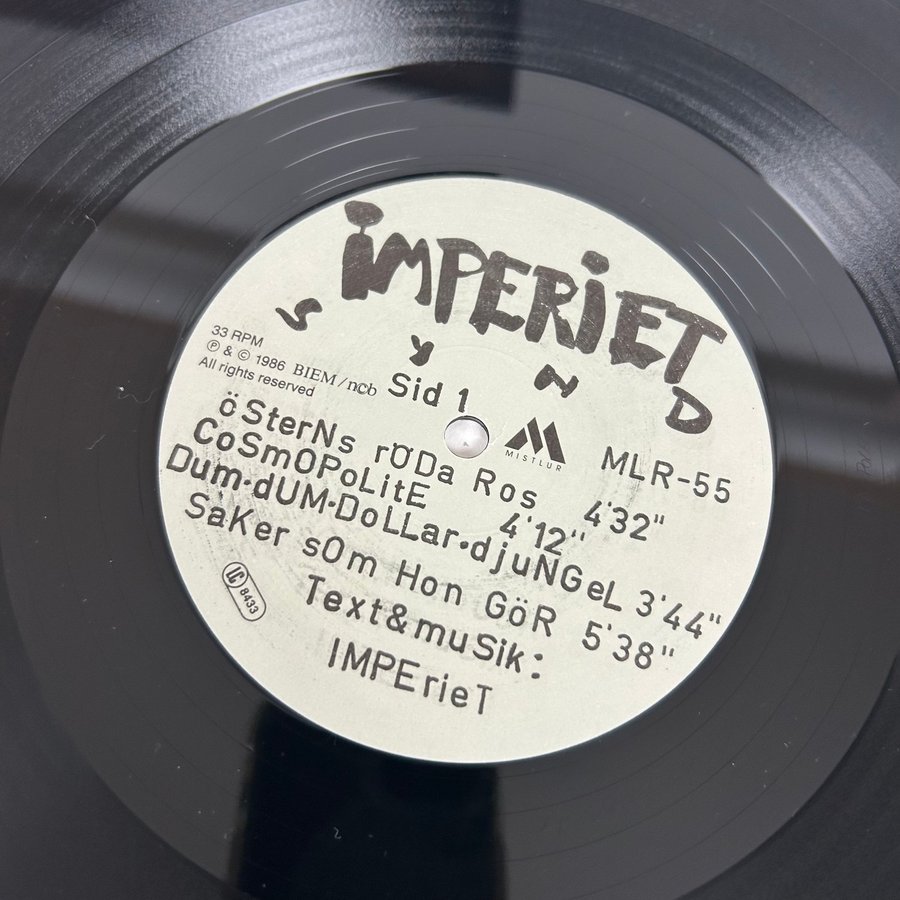 iMPERiET
SYND
33 RPM
Ⓟ & © 1986 BIEM/ncb
All rights reserved
Sid 1
MISTLUR
MLR-55
öSterNs rÖDa Ros 4'32"
CoSmOPoLitE 4'12"
Dum·dUM·DoLLar·djuNGeL 3'44"
SaKer sOm Hon GöR 5'38"
LC 8433
Text&muSik:
IMPErieT